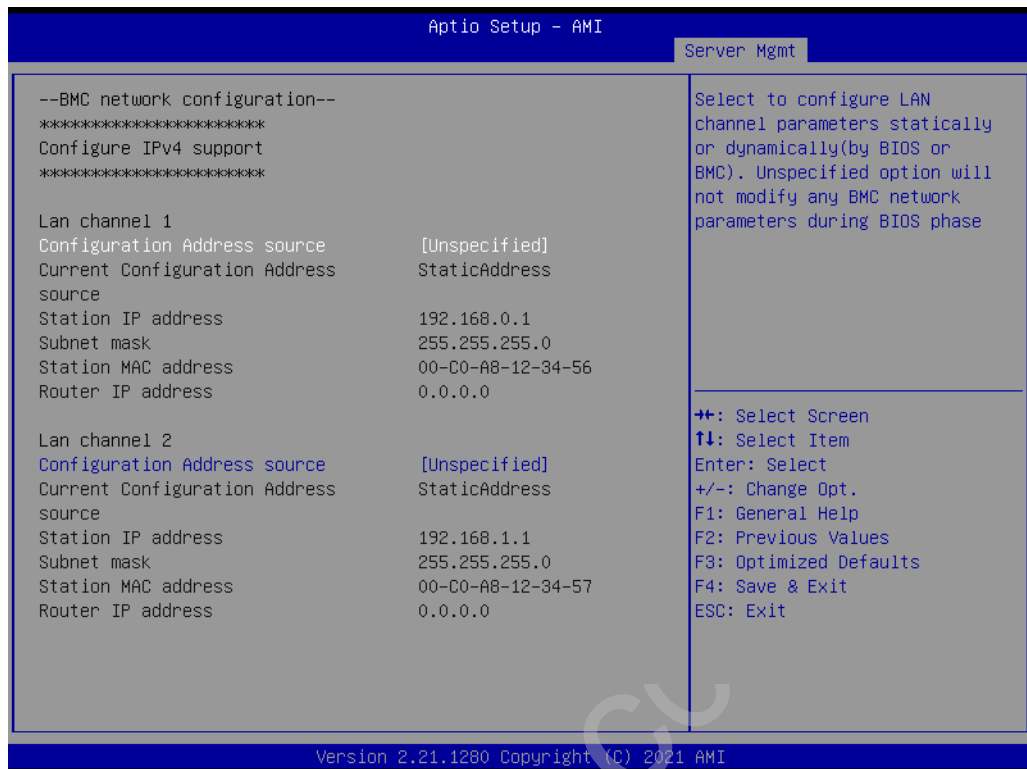 Aptio Setup – AMI
Server Mgmt
--BMC network configuration--
**********************
Configure IPv4 support
**********************
Lan channel 1
Configuration Address source [Unspecified]
Current Configuration Address StaticAddress
source
Station IP address 192.168.0.1
Subnet mask 255.255.255.0
Station MAC address 00-C0-A8-12-34-56
Router IP address 0.0.0.0
Lan channel 2
Configuration Address source [Unspecified]
Current Configuration Address StaticAddress
source
Station IP address 192.168.1.1
Subnet mask 255.255.255.0
Station MAC address 00-C0-A8-12-34-57
Router IP address 0.0.0.0
Select to configure LAN
channel parameters statically
or dynamically(by BIOS or
BMC). Unspecified option will
not modify any BMC network
parameters during BIOS phase
→←: Select Screen
↑↓: Select Item
Enter: Select
+/-: Change Opt.
F1: General Help
F2: Previous Values
F3: Optimized Defaults
F4: Save & Exit
ESC: Exit
Version 2.21.1280 Copyright (C) 2021 AMI